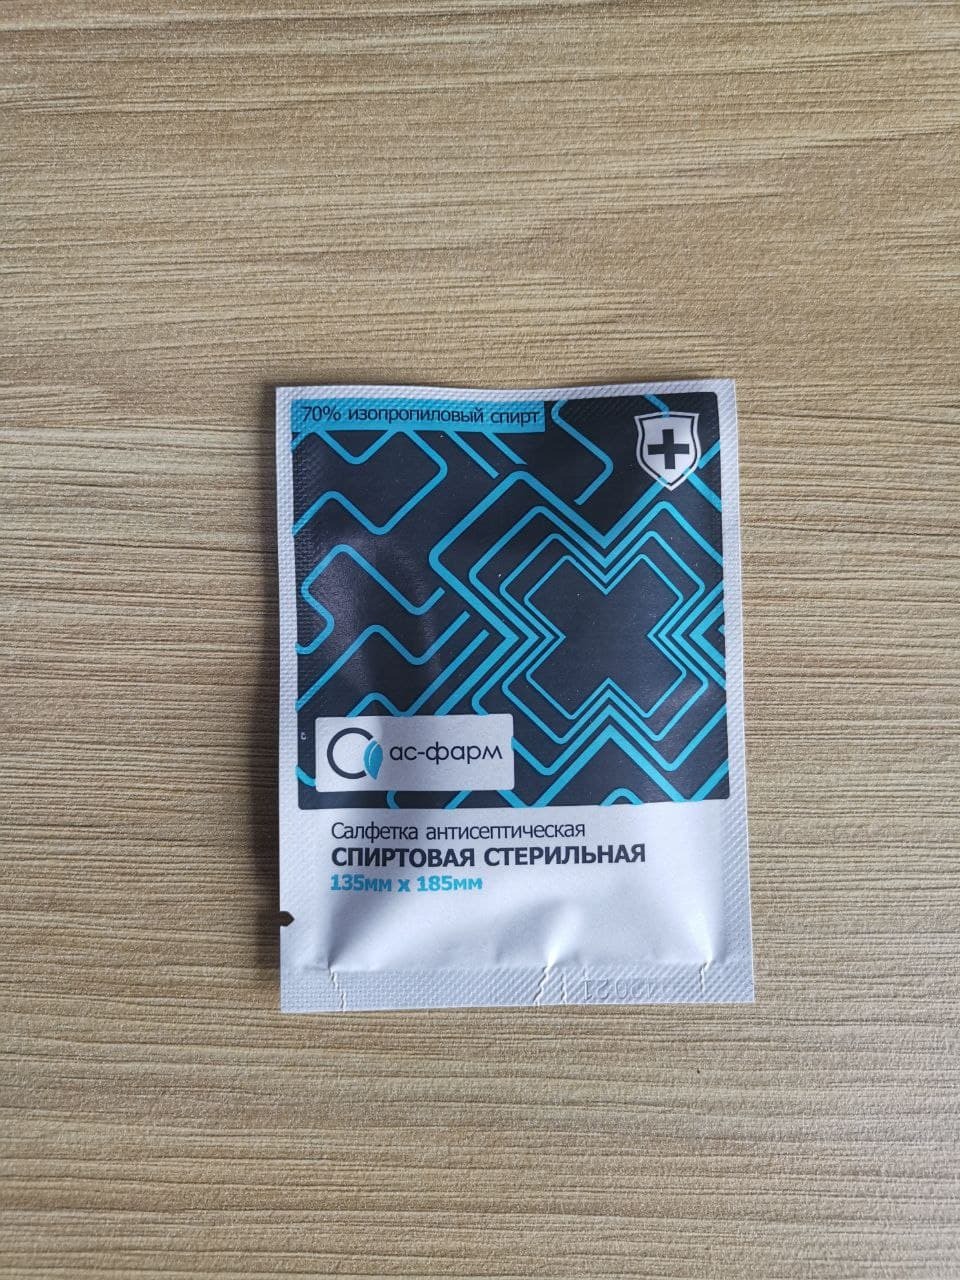 70% изопропиловый спирт
ас-фарм
Салфетка антисептическая
СПИРТОВАЯ СТЕРИЛЬНАЯ
135мм х 185мм